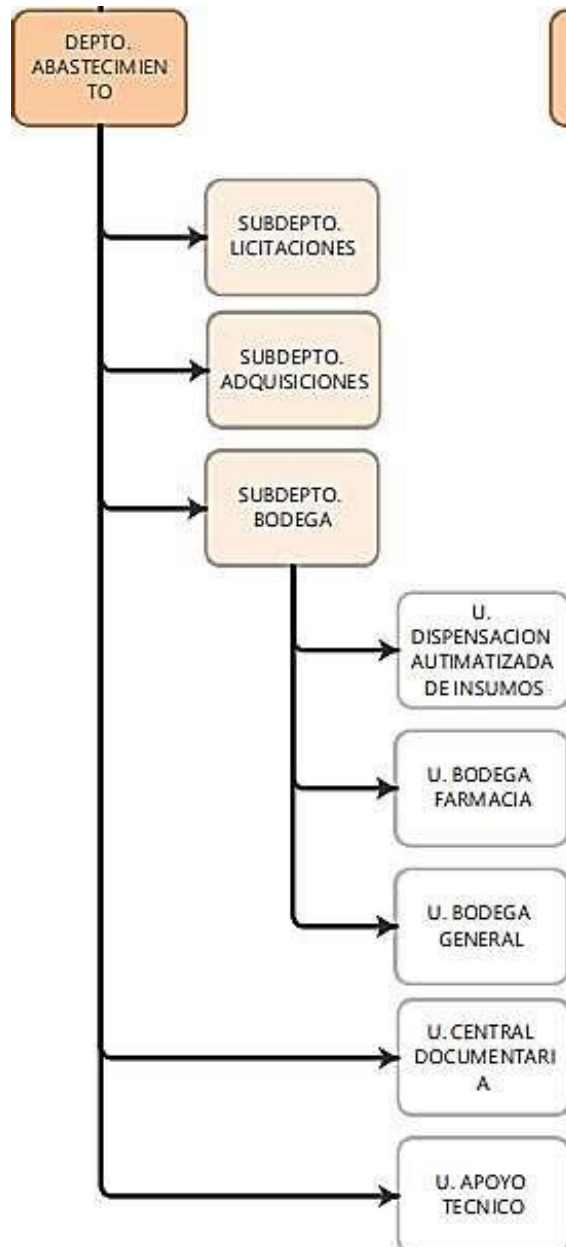 DEPTO.
ABASTECIMIEN
TO
SUBDEPTO.
LICITACIONES
SUBDEPTO.
ADQUISICIONES
SUBDEPTO.
BODEGA
U.
DISPENSACION
AUTIMATIZADA
DE INSUMOS
U. BODEGA
FARMACIA
U. BODEGA
GENERAL
U. CENTRAL
DOCUMENTARI
A
U. APOYO
TECNICO